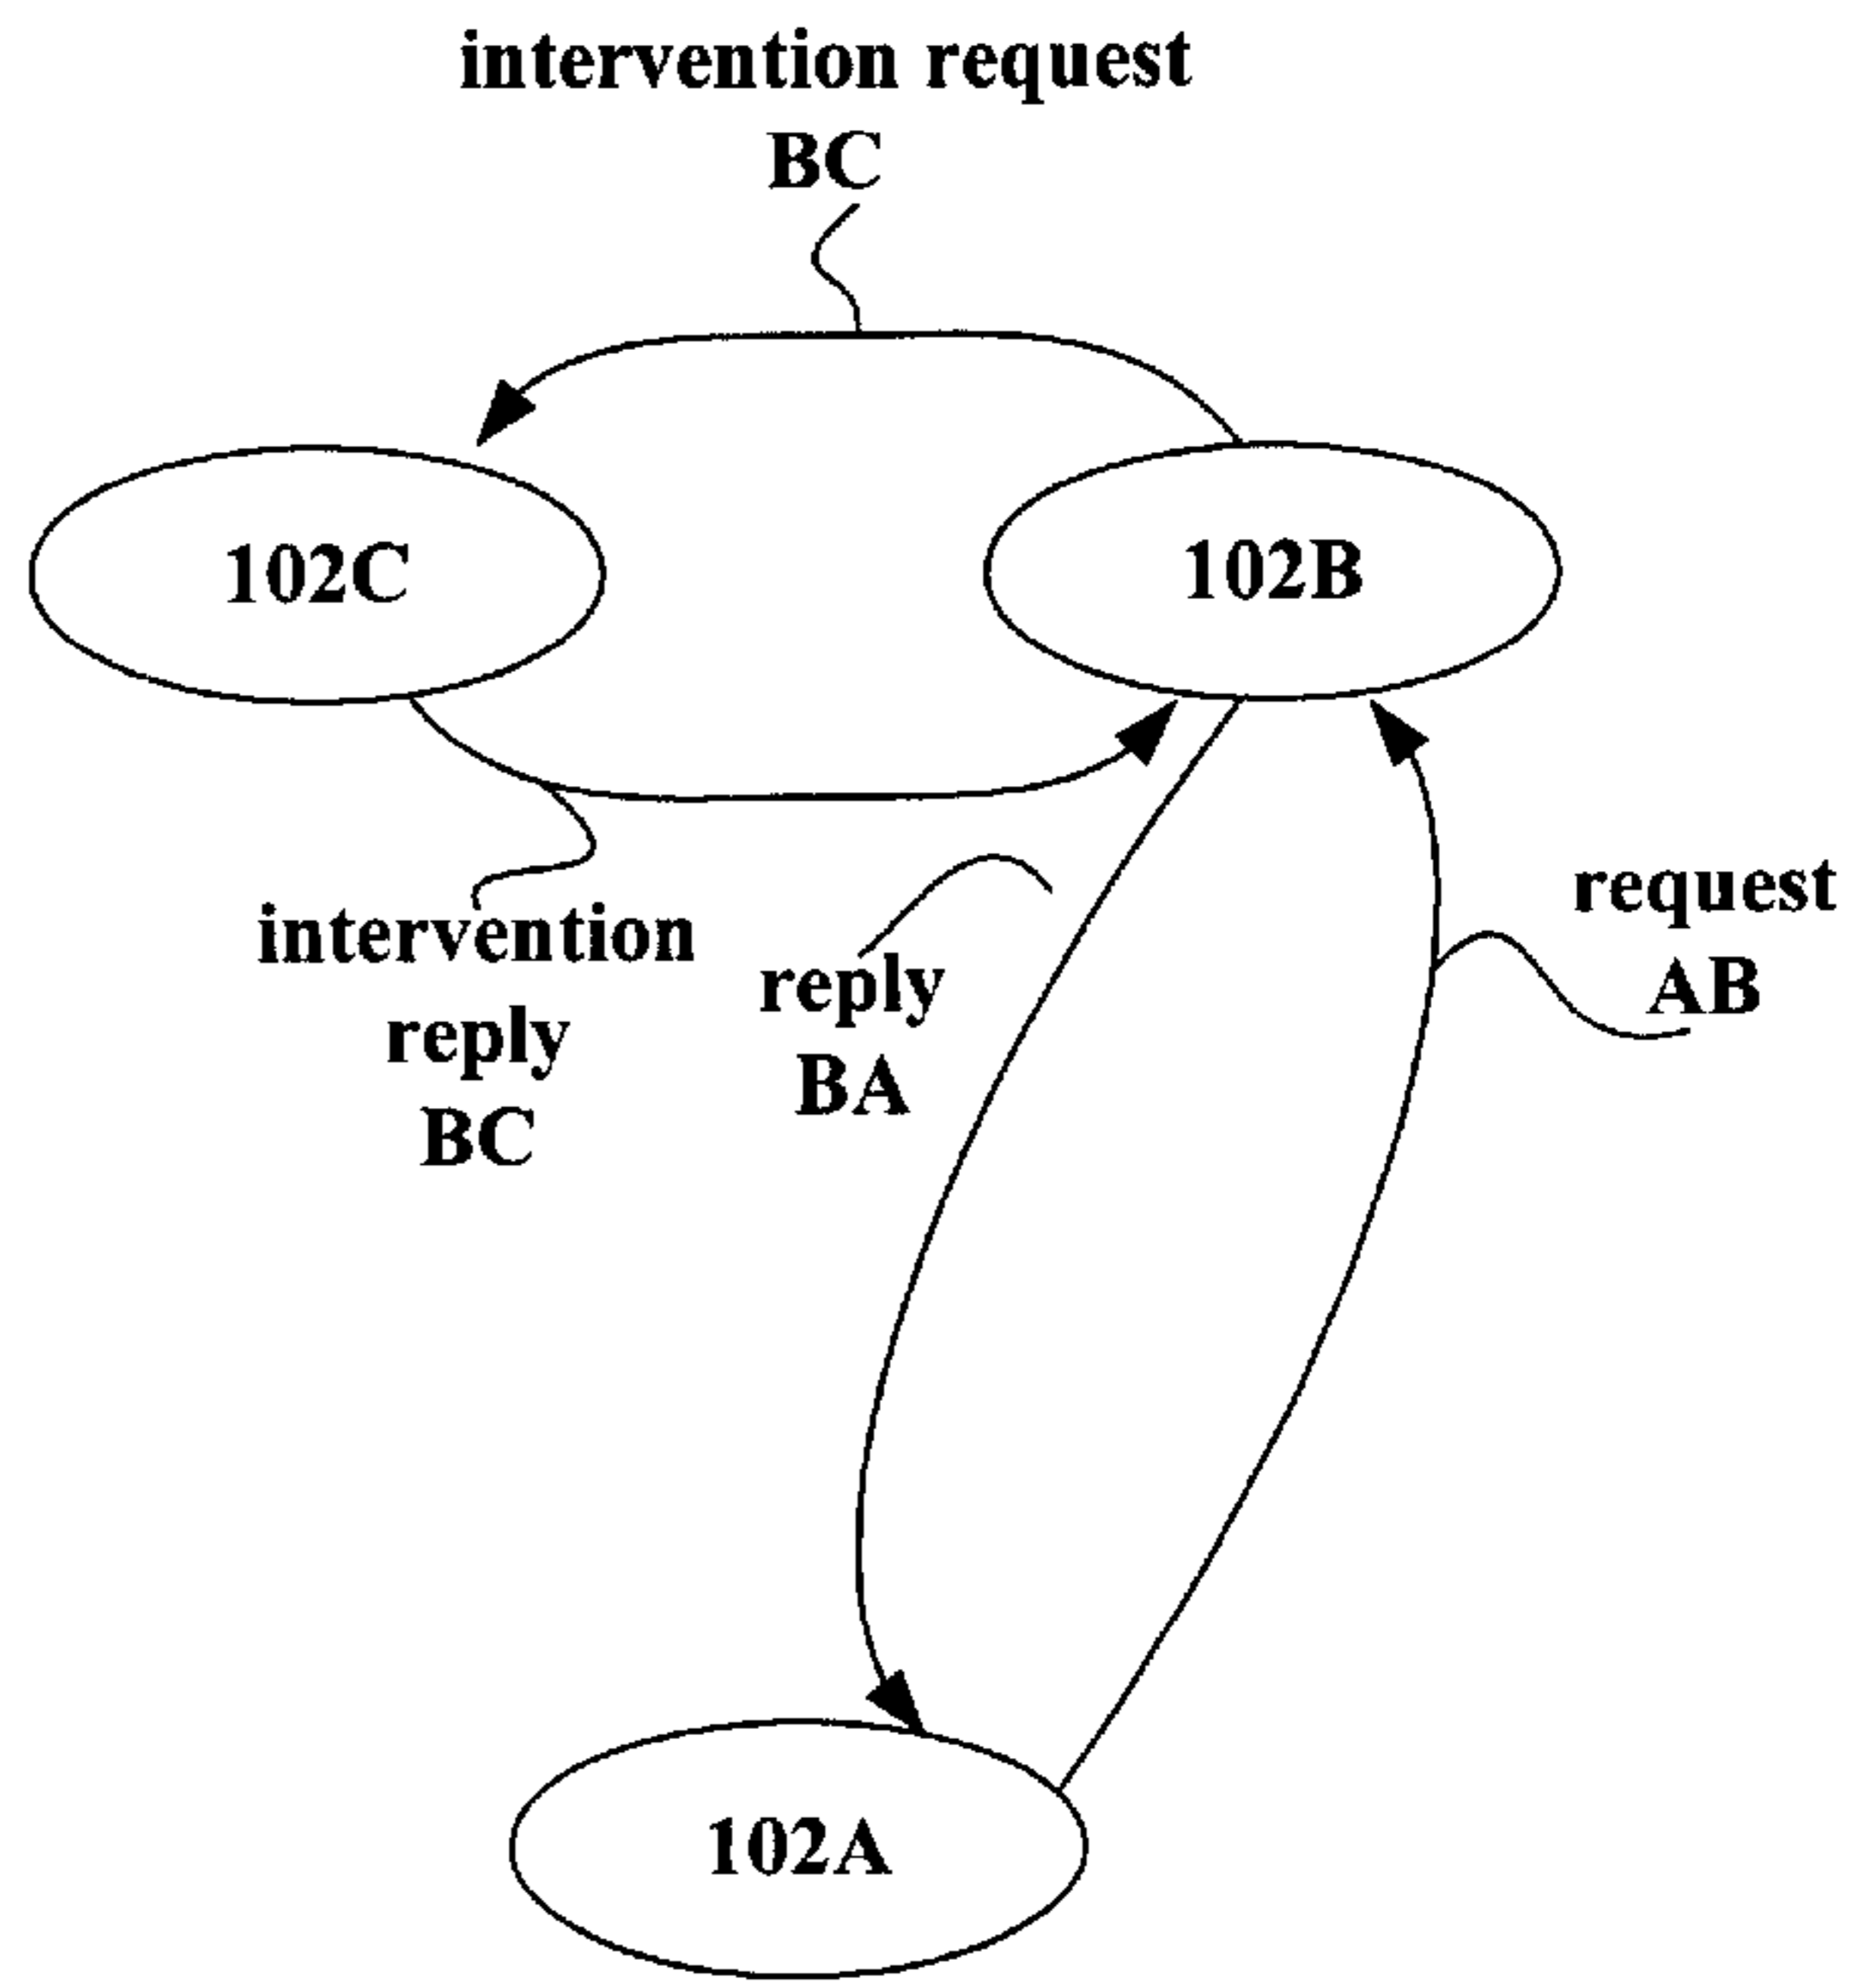 intervention request
BC
102C
102B
intervention
reply
BC
reply
BA
request
AB
102A